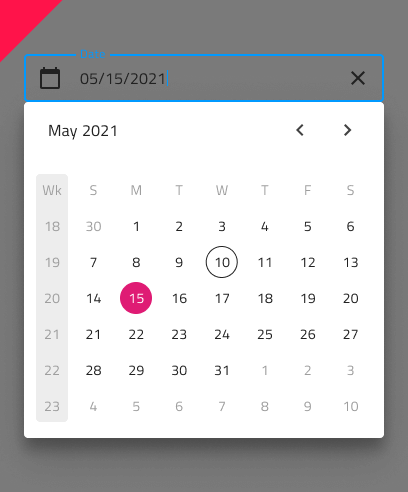 Date
05/15/2021
May 2021
Wk S M T W T F S
18 30 1 2 3 4 5 6
19 7 8 9 10 11 12 13
20 14 15 16 17 18 19 20
21 21 22 23 24 25 26 27
22 28 29 30 31 1 2 3
23 4 5 6 7 8 9 10